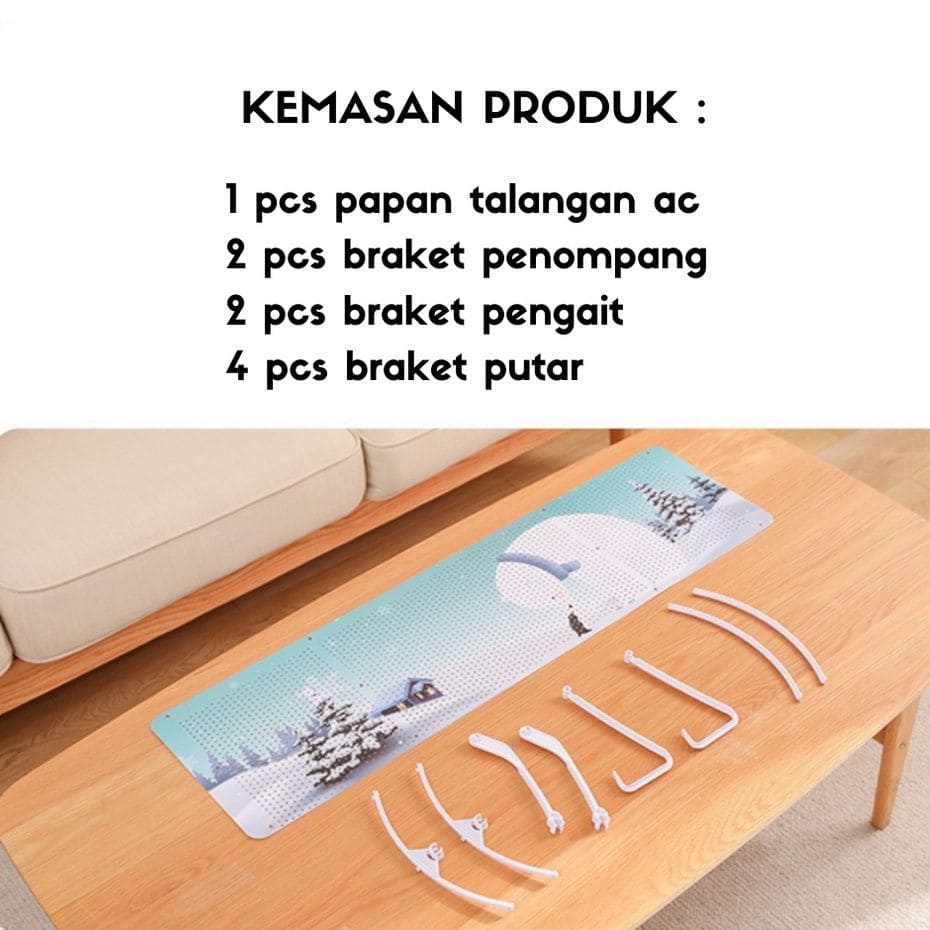 KEMASAN PRODUK :
1 pcs papan talangan ac
2 pcs braket penompang
2 pcs braket pengait
4 pcs braket putar